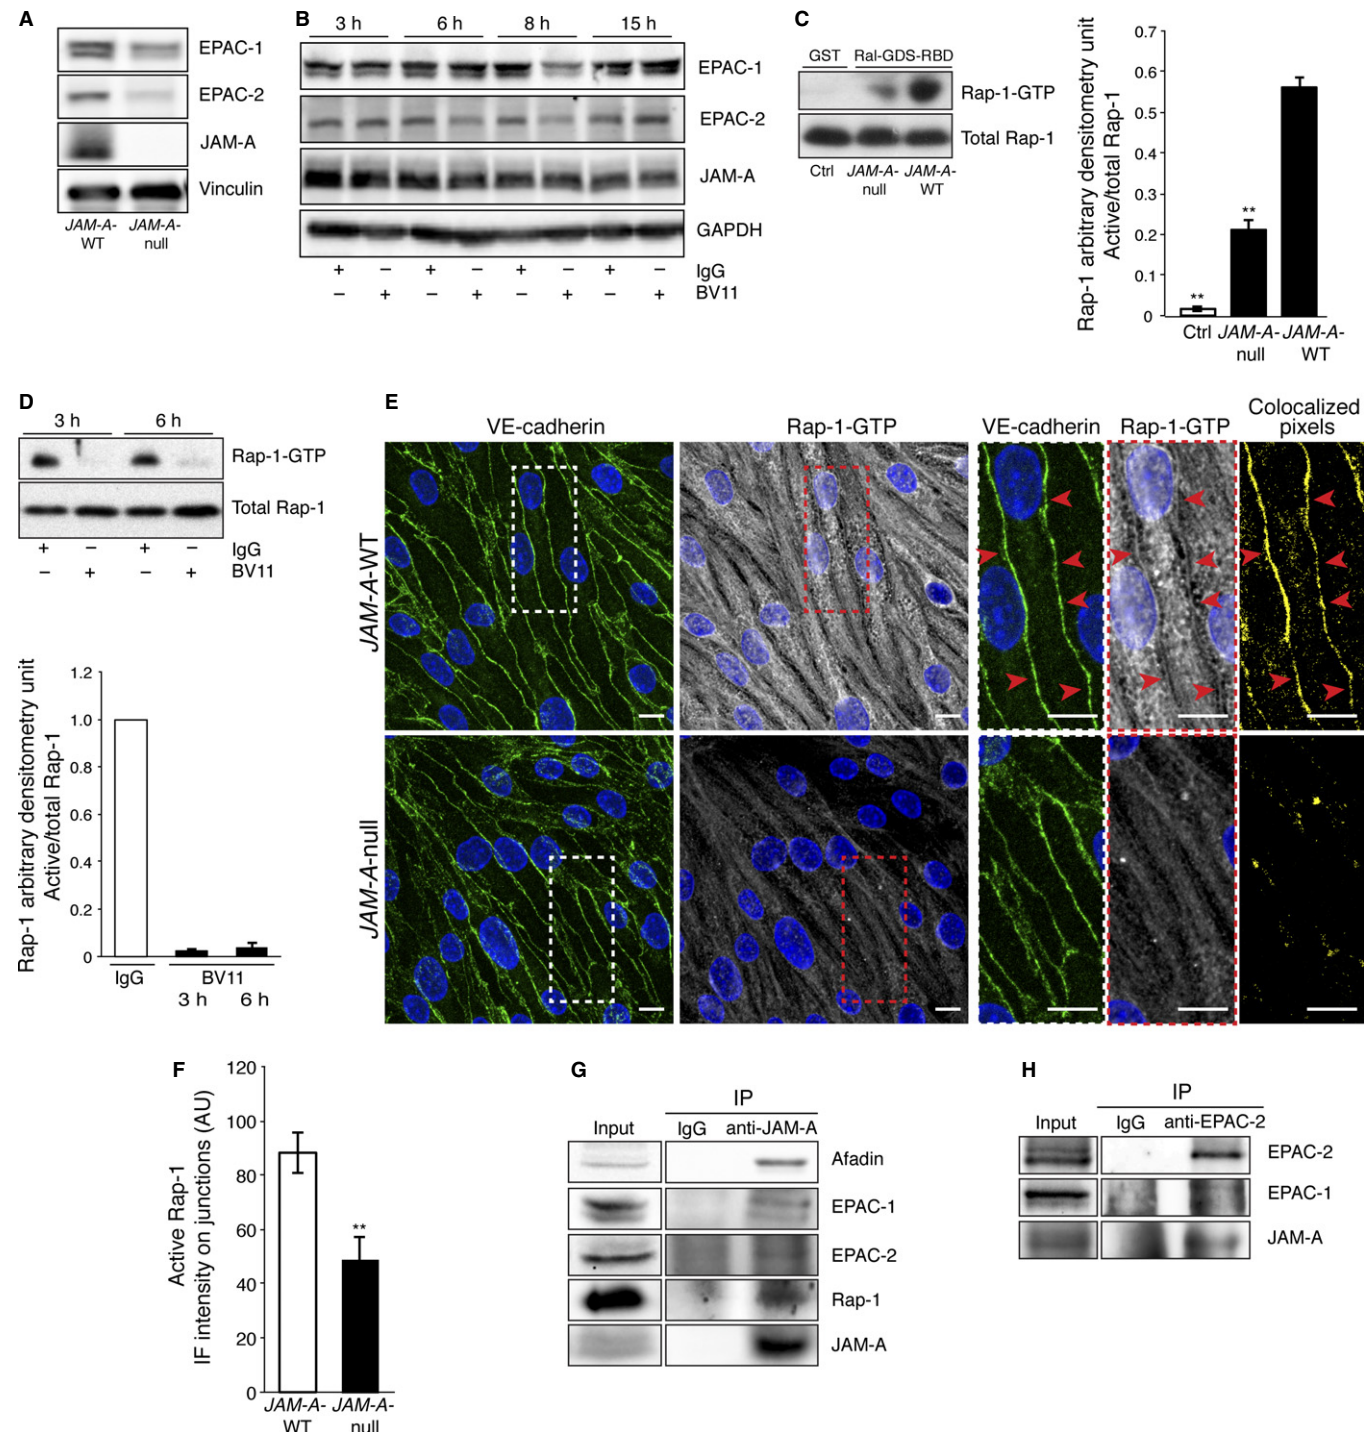 A
EPAC-1
EPAC-2
JAM-A
Vinculin
JAM-A-
WT
JAM-A-
null
B
3 h 6 h 8 h 15 h
EPAC-1
EPAC-2
JAM-A
GAPDH
+ – + – + – + – IgG
– + – + – + – + BV11
C
GST Ral-GDS-RBD
Rap-1-GTP
Total Rap-1
Ctrl JAM-A- JAM-A-
null WT
Rap-1 arbitrary densitometry unit
Active/total Rap-1
0.7
0.6
0.5
0.4
0.3
0.2
0.1
0
**
**
Ctrl JAM-A- JAM-A-
null WT
D
3 h 6 h
Rap-1-GTP
Total Rap-1
+ – + – IgG
– + – + BV11
Rap-1 arbitrary densitometry unit
Active/total Rap-1
1.2
1.0
0.8
0.6
0.4
0.2
0
IgG BV11
3 h 6 h
E
VE-cadherin Rap-1-GTP VE-cadherin Rap-1-GTP Colocalized
pixels
JAM-A-WT
JAM-A-null
F
Active Rap-1
IF intensity on junctions (AU)
120
100
80
60
40
20
0
**
JAM-A-
WT
JAM-A-
null
G
IP
Input IgG anti-JAM-A
Afadin
EPAC-1
EPAC-2
Rap-1
JAM-A
H
IP
Input IgG anti-EPAC-2
EPAC-2
EPAC-1
JAM-A